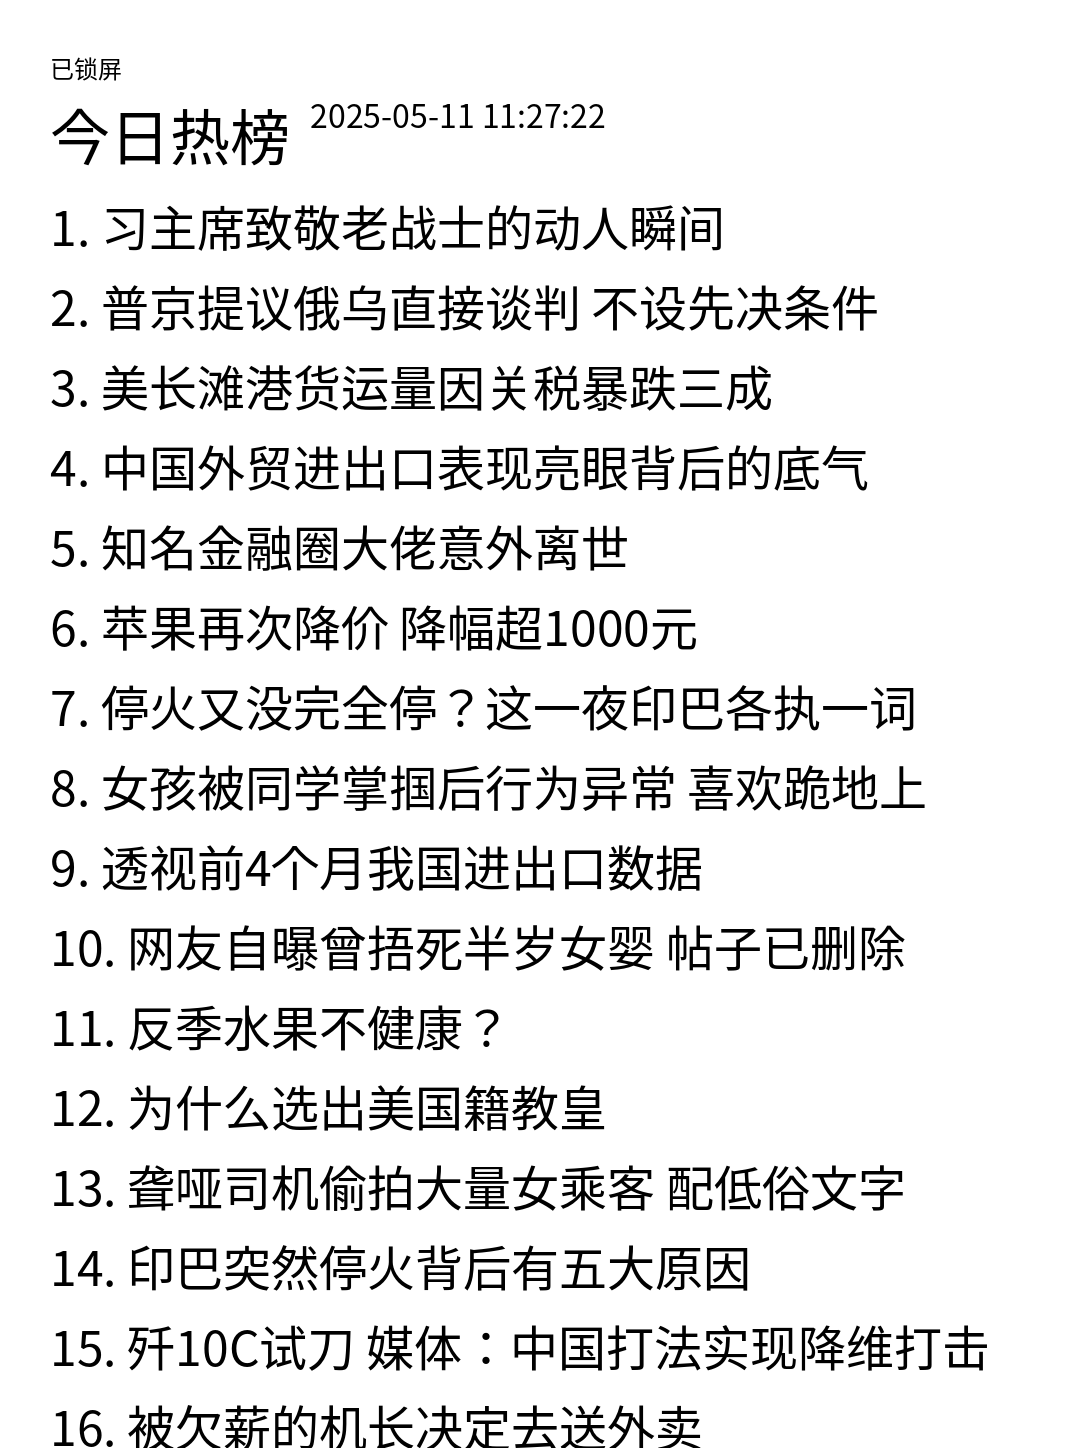 已锁屏
今日热榜 2025-05-11 11:27:22
1. 习主席致敬老战士的动人瞬间
2. 普京提议俄乌直接谈判 不设先决条件
3. 美长滩港货运量因关税暴跌三成
4. 中国外贸进出口表现亮眼背后的底气
5. 知名金融圈大佬意外离世
6. 苹果再次降价 降幅超1000元
7. 停火又没完全停？这一夜印巴各执一词
8. 女孩被同学掌掴后行为异常 喜欢跪地上
9. 透视前4个月我国进出口数据
10. 网友自曝曾捂死半岁女婴 帖子已删除
11. 反季水果不健康？
12. 为什么选出美国籍教皇
13. 聋哑司机偷拍大量女乘客 配低俗文字
14. 印巴突然停火背后有五大原因
15. 歼10C试刀 媒体：中国打法实现降维打击
16. 被欠薪的机长决定去送外卖